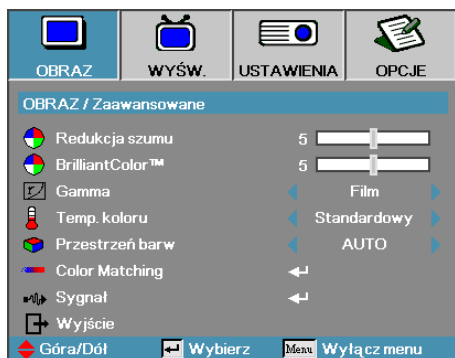 OBRAZ WYŚW. USTAWIENIA OPCJE
OBRAZ / Zaawansowane
Redukcja szumu 5
BrilliantColor™ 5
Gamma Film
Temp. koloru Standardowy
Przestrzeń barw AUTO
Color Matching
Sygnał
Wyjście
Góra/Dół Wybierz Menu Wyłącz menu